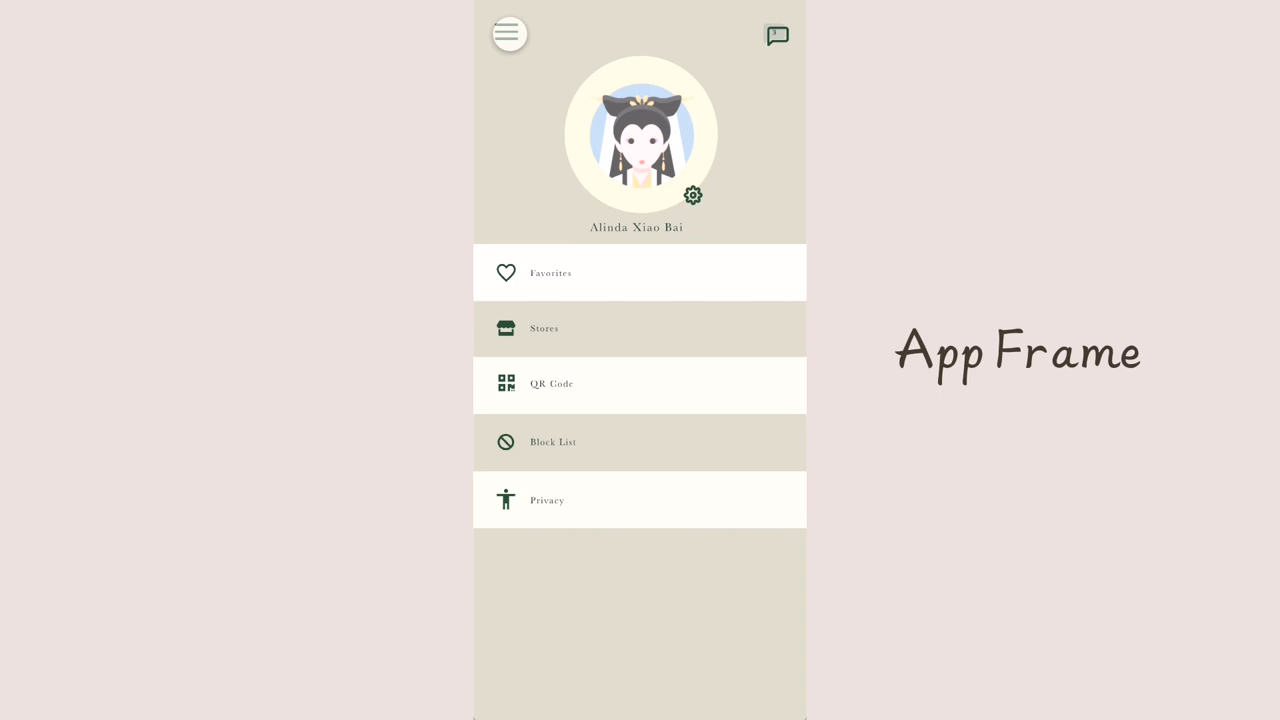 Alinda Xiao Bai
Favorites
Stores
QR Code
Block List
Privacy
App Frame